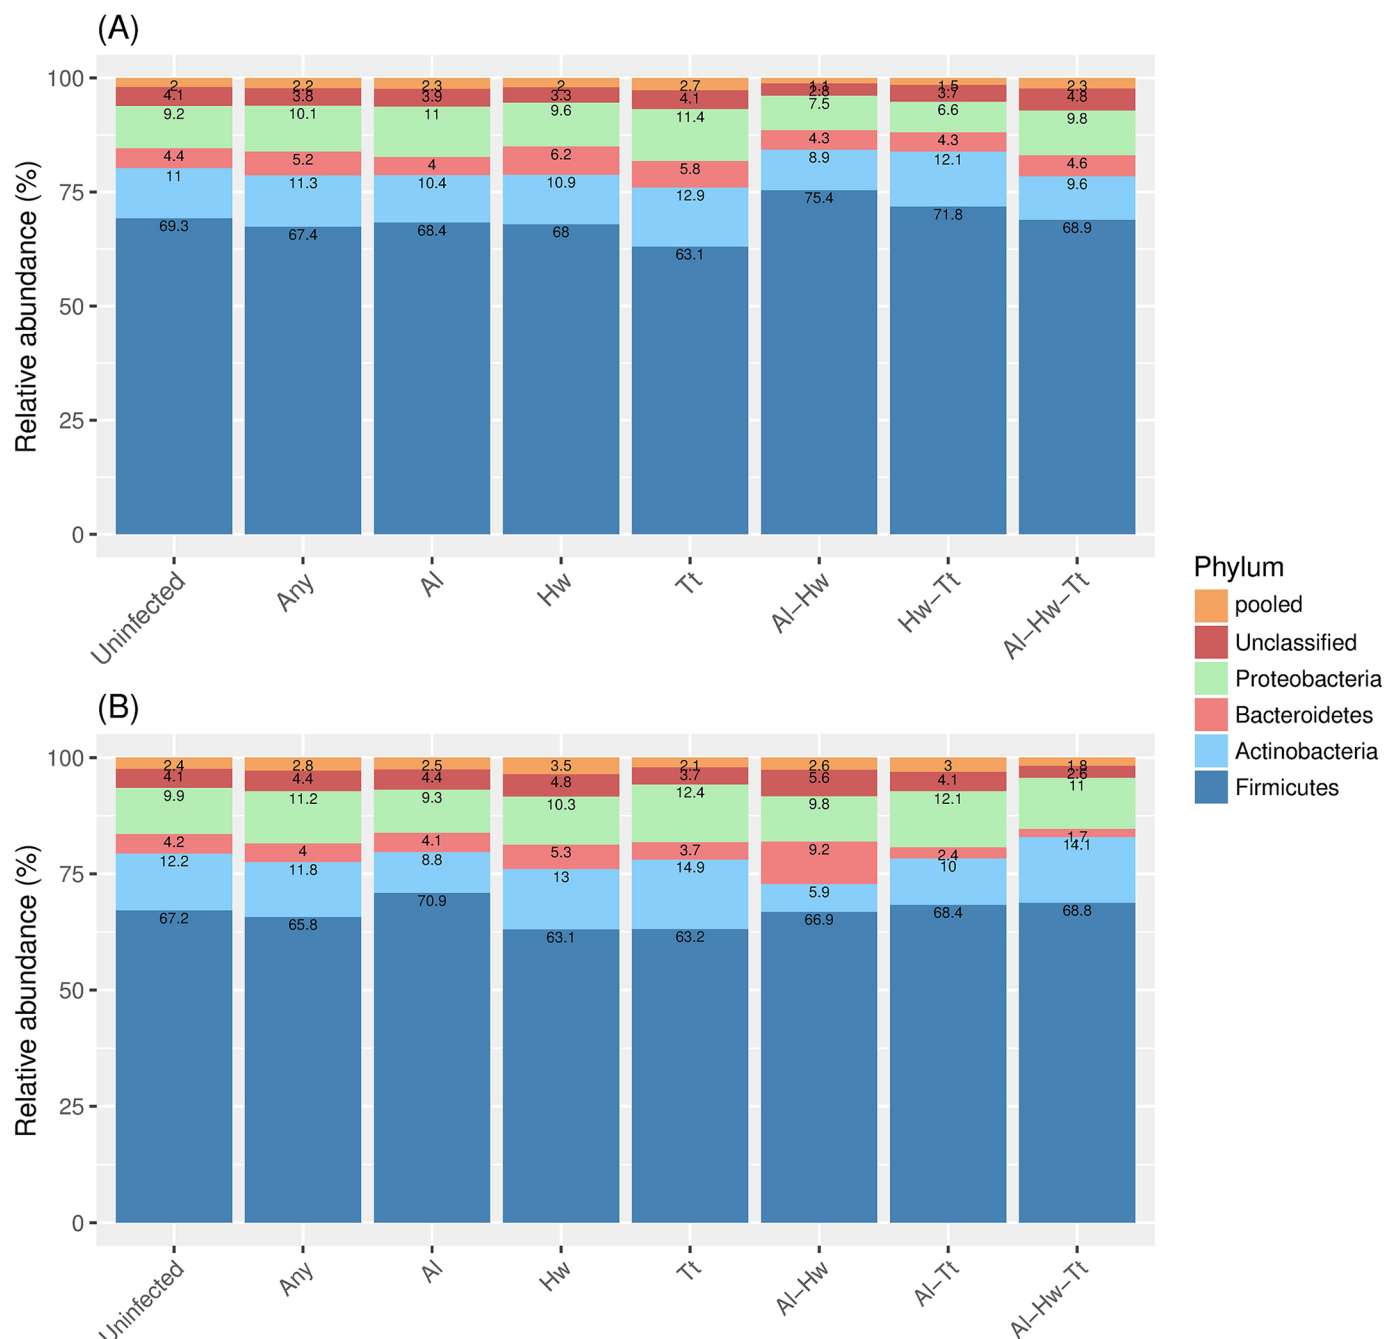 (A)
Relative abundance (%)
100
75
50
25
0
2 2.2 2.3 2 2.7 1.1 1.5 2.3
4.1 3.8 3.9 3.3 4.1 2.8 3.7 4.8
9.2 10.1 11 9.6 11.4 7.5 6.6 9.8
4.4 5.2 4 6.2 5.8 4.3 4.3 4.6
11 11.3 10.4 10.9 12.9 8.9 12.1 9.6
69.3 67.4 68.4 68 63.1 75.4 71.8 68.9
Uninfected Any Al Hw Tt Al−Hw Hw−Tt Al−Hw−Tt
Phylum
pooled
Unclassified
Proteobacteria
Bacteroidetes
Actinobacteria
Firmicutes
(B)
Relative abundance (%)
100
75
50
25
0
2.4 2.8 2.5 3.5 2.1 2.6 3 1.8
4.1 4.4 4.4 4.8 3.7 5.6 4.1 2.6
9.9 11.2 9.3 10.3 12.4 9.8 12.1 11
4.2 4 4.1 5.3 3.7 9.2 2.4 1.7
12.2 11.8 8.8 13 14.9 5.9 10 14.1
67.2 65.8 70.9 63.1 63.2 66.9 68.4 68.8
Uninfected Any Al Hw Tt Al−Hw Al−Tt Al−Hw−Tt